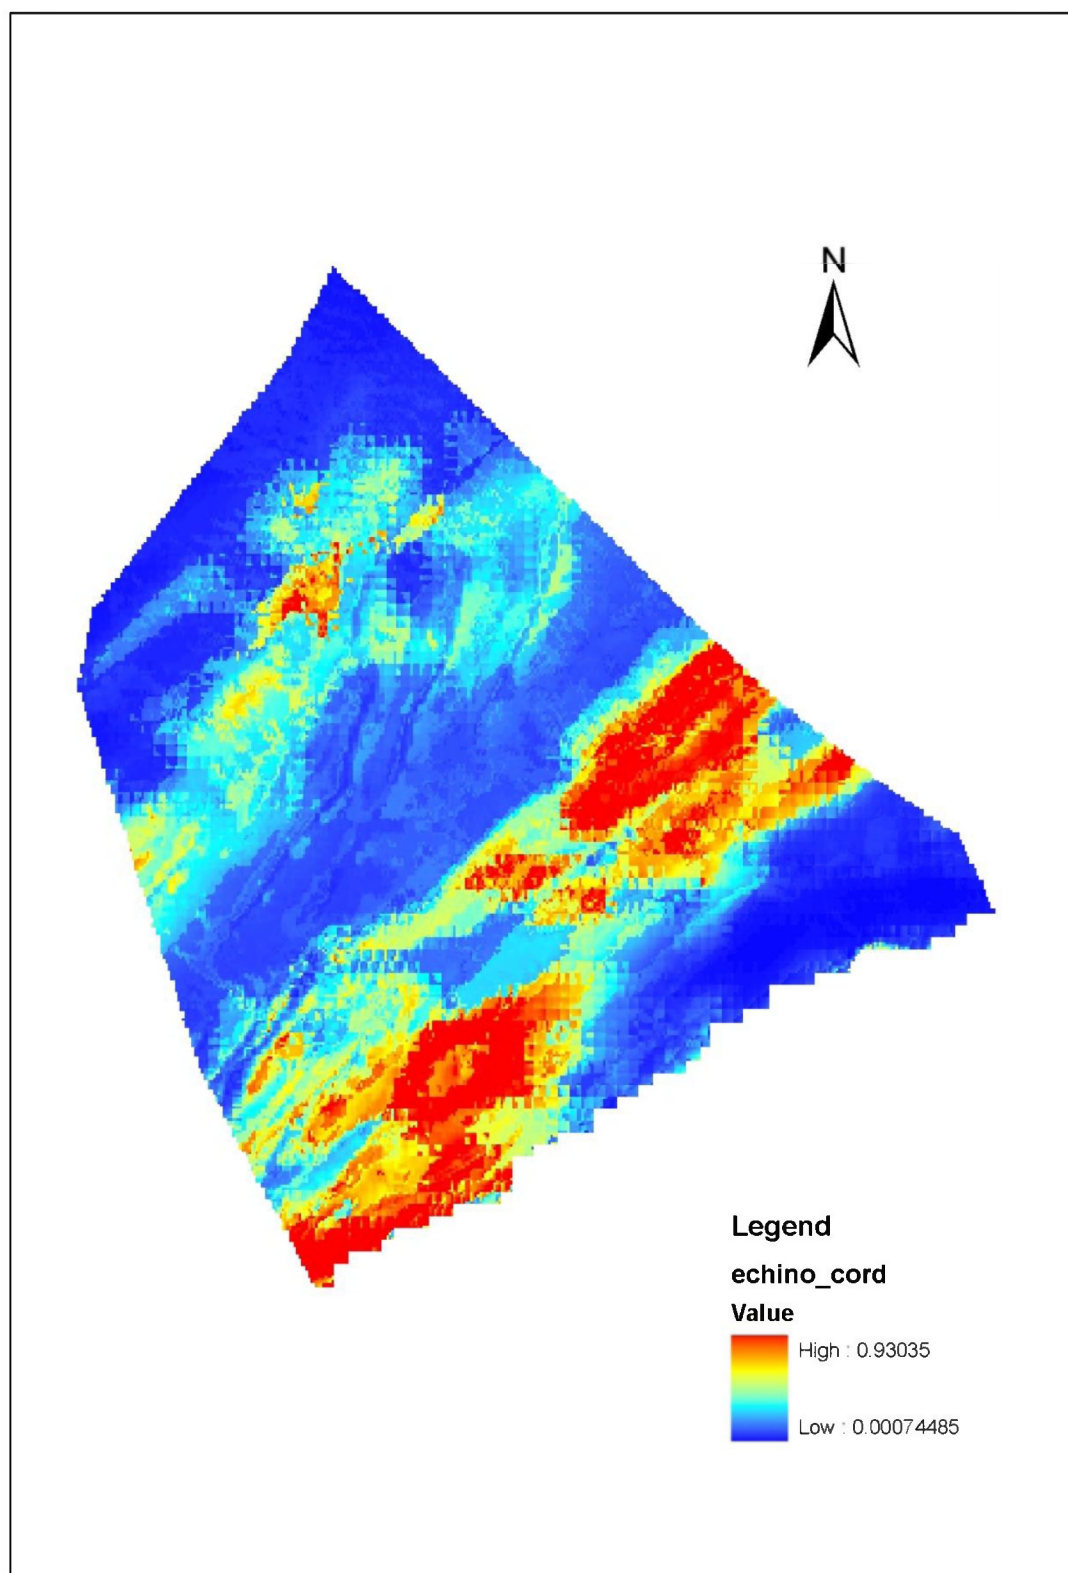 N
Legend
echino_cord
Value
High : 0.93035
Low : 0.00074485